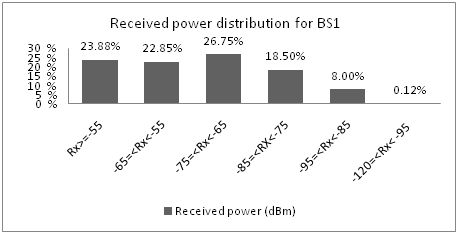 Received power distribution for BS1
30 %
25 %
20 %
15 %
10 %
5 %
0 %
23.88%
22.85%
26.75%
18.50%
8.00%
0.12%
Rx>=-55
-65=<Rx<-55
-75=<Rx<-65
-85=<RX<-75
-95=<Rx<-85
-120=<Rx< -95
Received power (dBm)